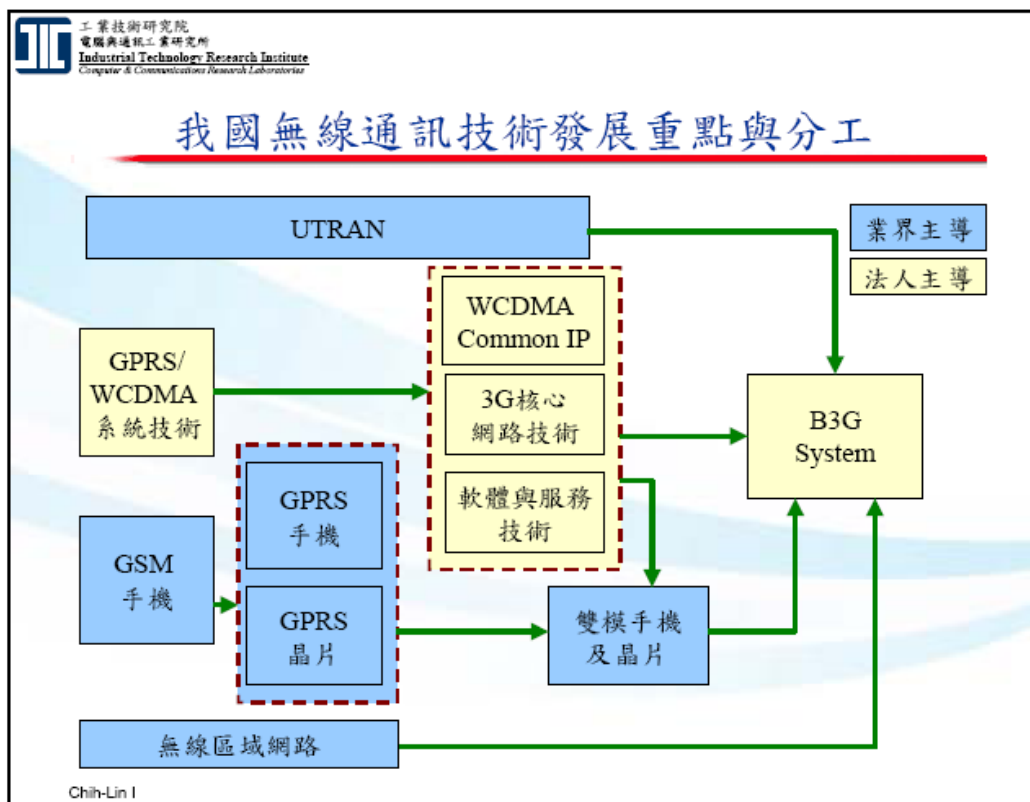 工業技術研究院
電腦與通訊工業研究所
Industrial Technology Research Institute
Computer & Communications Research Laboratories
我國無線通訊技術發展重點與分工
UTRAN
業界主導
法人主導
WCDMA
Common IP
GPRS/
WCDMA
系統技術
3G核心
網路技術
B3G
System
GPRS
手機
軟體與服務
技術
GSM
手機
GPRS
晶片
雙模手機
及晶片
無線區域網路
Chih-Lin I